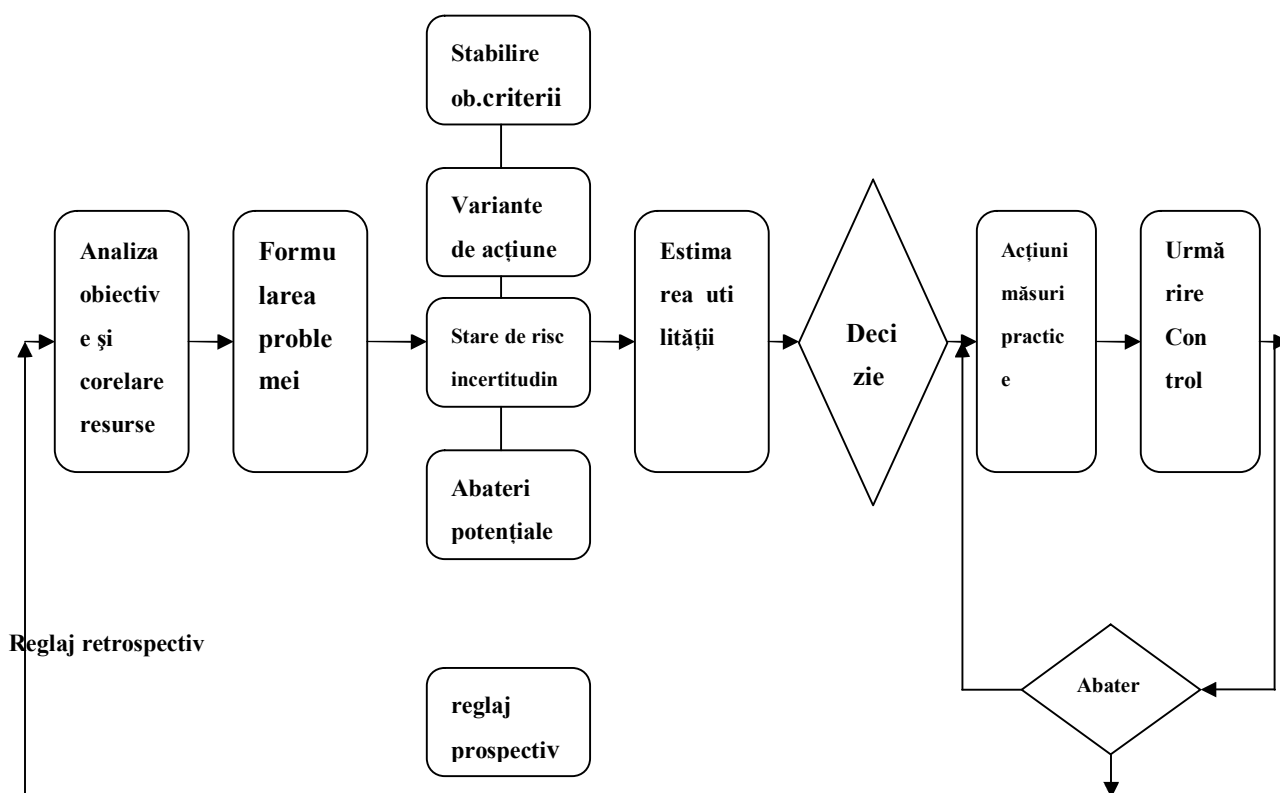 Stabilire
ob.criterii
Variante
de acțiune
Analiza
obiectiv
e şi
corelare
resurse
Formu
larea
proble
mei
Stare de risc
incertitudin
Abateri
potențiale
Estima
rea uti
lității
Deci
zie
Acțiuni
măsuri
practic
e
Urmă
rire
Con
trol
Reglaj retrospectiv
reglaj
prospectiv
Abater